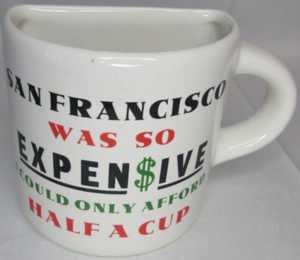 SAN FRANCISCO
WAS SO
EXPEN$IVE
I COULD ONLY AFFORD
HALF A CUP